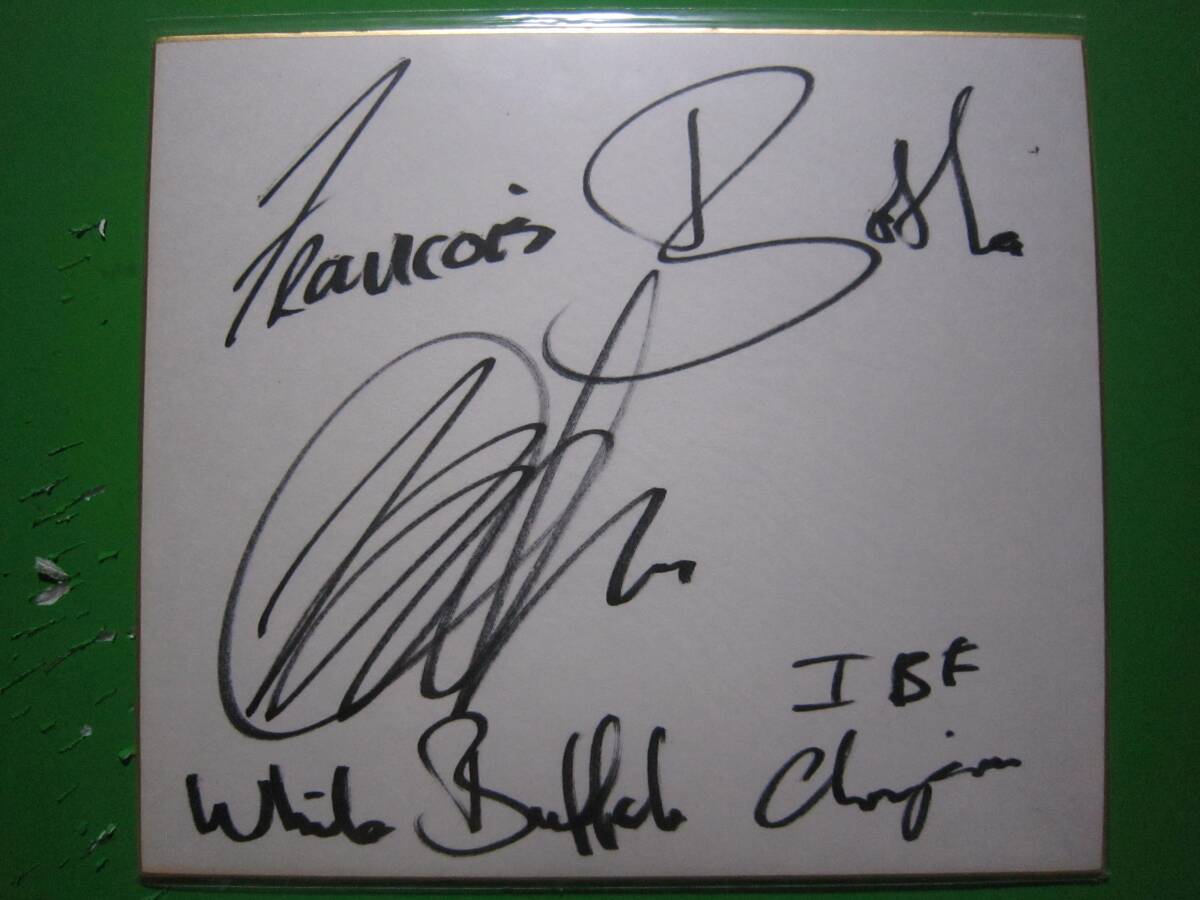 Francois Botha
IBF
White Buffalo Champion